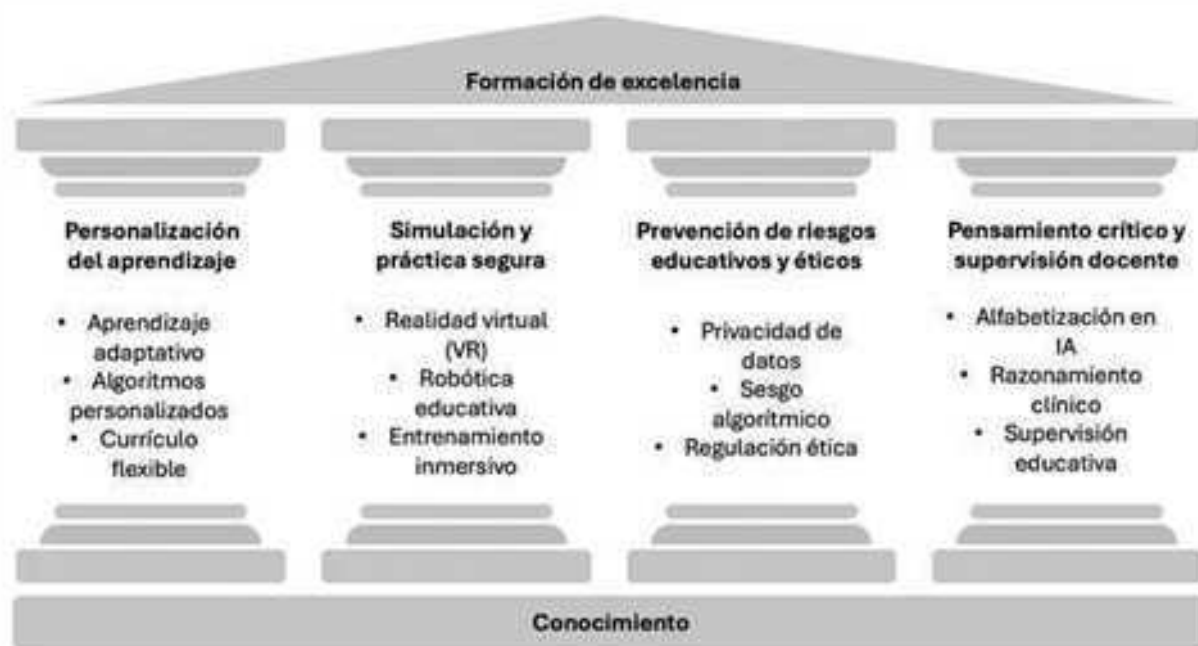 Formación de excelencia
Personalización
del aprendizaje
• Aprendizaje
adaptativo
• Algoritmos
personalizados
• Currículo
flexible
Simulación y
práctica segura
• Realidad virtual
(VR)
• Robótica
educativa
• Entrenamiento
inmersivo
Prevención de riesgos
educativos y éticos
• Privacidad de
datos
• Sesgo
algorítmico
• Regulación ética
Pensamiento crítico y
supervisión docente
• Alfabetización en
IA
• Razonamiento
clínico
• Supervisión
educativa
Conocimiento